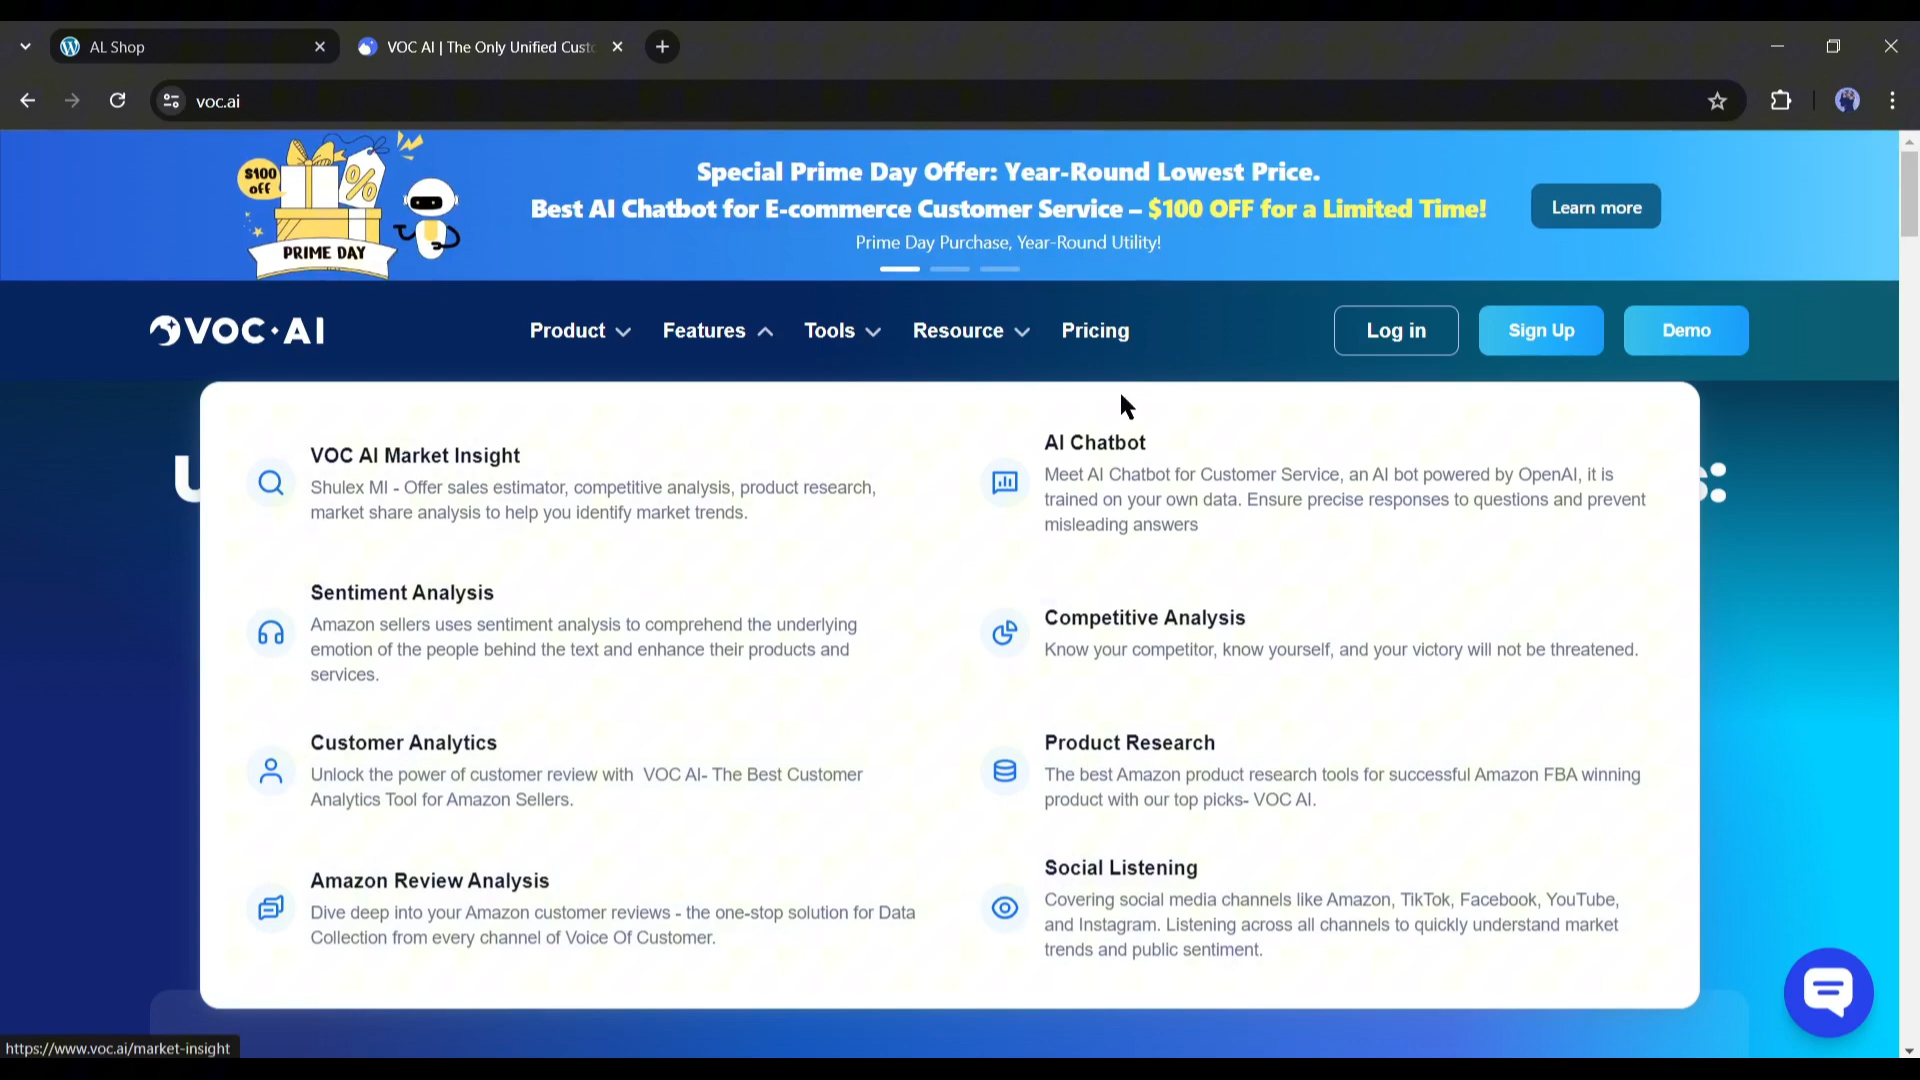 AL Shop
VOC AI | The Only Unified Custo
voc.ai
$100
off
%
PRIME DAY
Special Prime Day Offer: Year-Round Lowest Price.
Best AI Chatbot for E-commerce Customer Service – $100 OFF for a Limited Time!
Prime Day Purchase, Year-Round Utility!
Learn more
VOC·AI
Product
Features
Tools
Resource
Pricing
Log in
Sign Up
Demo
VOC AI Market Insight
Shulex MI - Offer sales estimator, competitive analysis, product research,
market share analysis to help you identify market trends.
AI Chatbot
Meet AI Chatbot for Customer Service, an AI bot powered by OpenAI, it is
trained on your own data. Ensure precise responses to questions and prevent
misleading answers
Sentiment Analysis
Amazon sellers uses sentiment analysis to comprehend the underlying
emotion of the people behind the text and enhance their products and
services.
Competitive Analysis
Know your competitor, know yourself, and your victory will not be threatened.
Customer Analytics
Unlock the power of customer review with VOC AI- The Best Customer
Analytics Tool for Amazon Sellers.
Product Research
The best Amazon product research tools for successful Amazon FBA winning
product with our top picks- VOC AI.
Amazon Review Analysis
Dive deep into your Amazon customer reviews - the one-stop solution for Data
Collection from every channel of Voice Of Customer.
Social Listening
Covering social media channels like Amazon, TikTok, Facebook, YouTube,
and Instagram. Listening across all channels to quickly understand market
trends and public sentiment.
https://www.voc.ai/market-insight